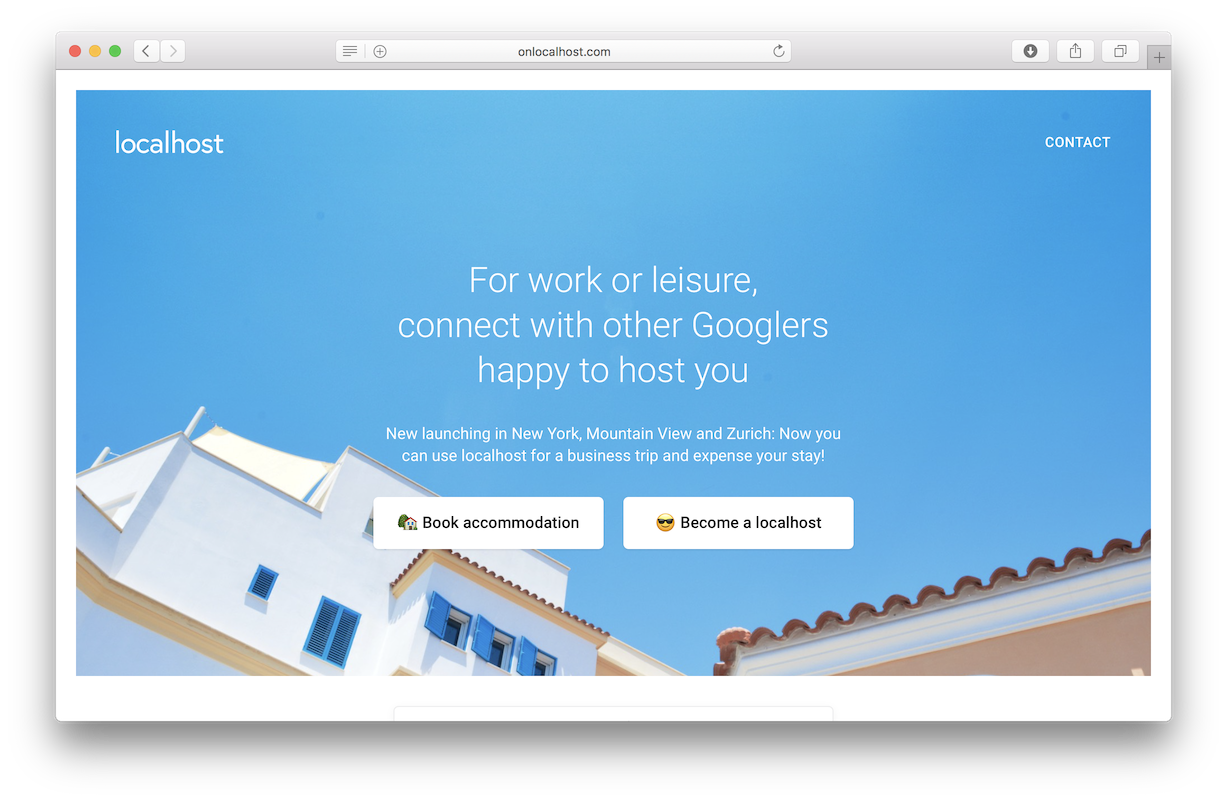 onlocalhost.com
localhost
CONTACT
For work or leisure,
connect with other Googlers
happy to host you
New launching in New York, Mountain View and Zurich: Now you
can use localhost for a business trip and expense your stay!
🏡 Book accommodation
😎 Become a localhost